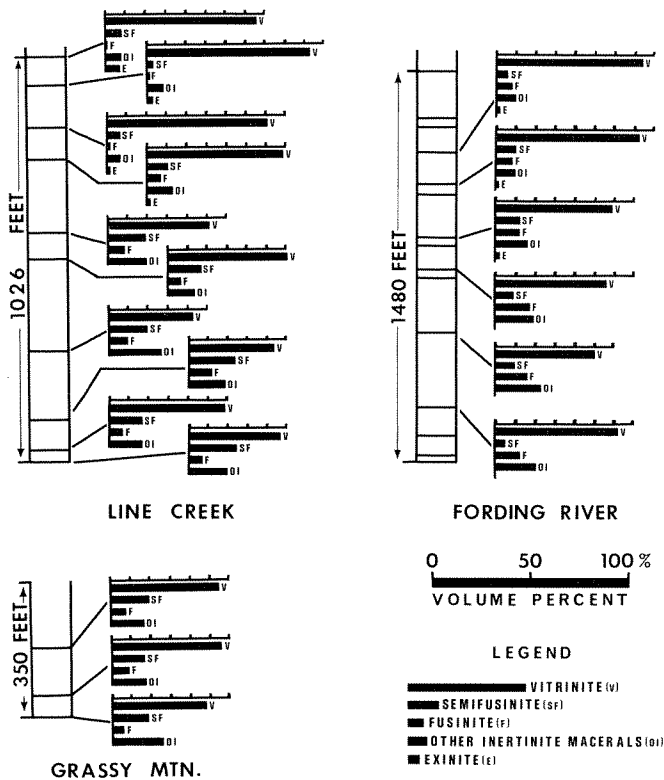 1026 FEET
V
SF
F
OI
E
V
SF
F
OI
E
V
SF
F
OI
E
V
SF
F
OI
E
V
SF
F
OI
V
SF
F
OI
V
SF
F
OI
V
SF
F
OI
V
SF
F
OI
V
SF
F
OI
LINE CREEK
1480 FEET
V
SF
F
OI
E
V
SF
F
OI
E
V
SF
F
OI
E
V
SF
F
OI
V
SF
F
OI
V
SF
F
OI
FORDING RIVER
350 FEET
V
SF
F
OI
V
SF
F
OI
V
SF
F
OI
GRASSY MTN.
0 50 100 %
VOLUME PERCENT
LEGEND
VITRINITE (V)
SEMIFUSINITE (SF)
FUSINITE (F)
OTHER INERTINITE MACERALS (OI)
EXINITE (E)